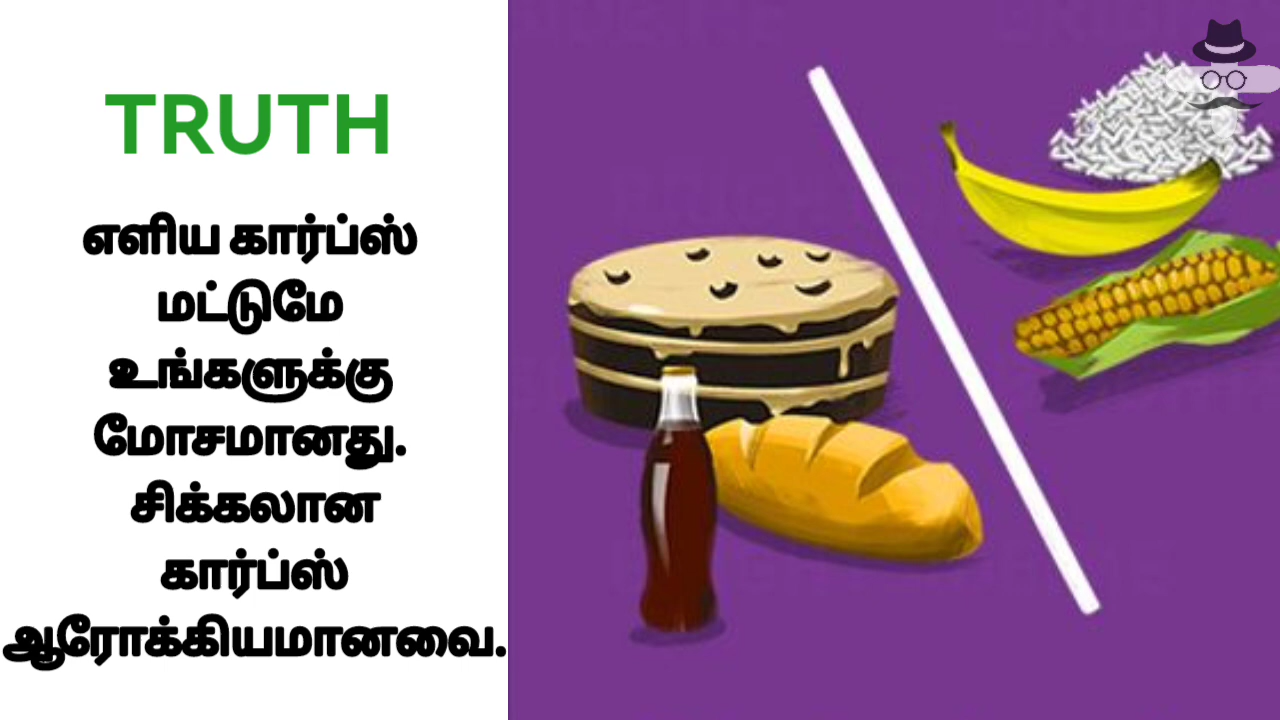 TRUTH
எளிய கார்ப்ஸ்
மட்டுமே
உங்களுக்கு
மோசமானது.
சிக்கலான
கார்ப்ஸ்
ஆரோக்கியமானவை.